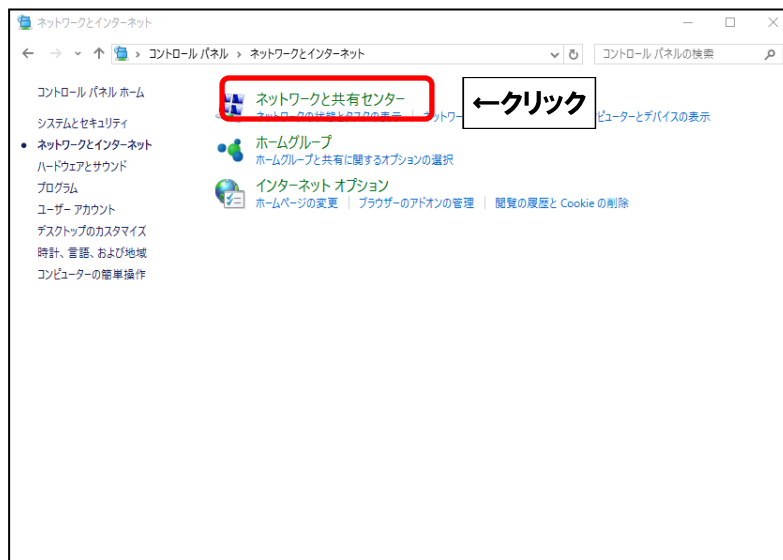 ネットワークとインターネット
コントロール パネル › ネットワークとインターネット
コントロール パネルの検索
コントロール パネル ホーム
システムとセキュリティ
ネットワークとインターネット
ハードウェアとサウンド
プログラム
ユーザー アカウント
デスクトップのカスタマイズ
時計、言語、および地域
コンピューターの簡単操作
ネットワークと共有センター
←クリック
ネットワークの状態とタスクの表示
ホームグループ
ホームグループと共有に関するオプションの選択
インターネット オプション
ホームページの変更 | ブラウザーのアドオンの管理 | 閲覧の履歴と Cookie の削除